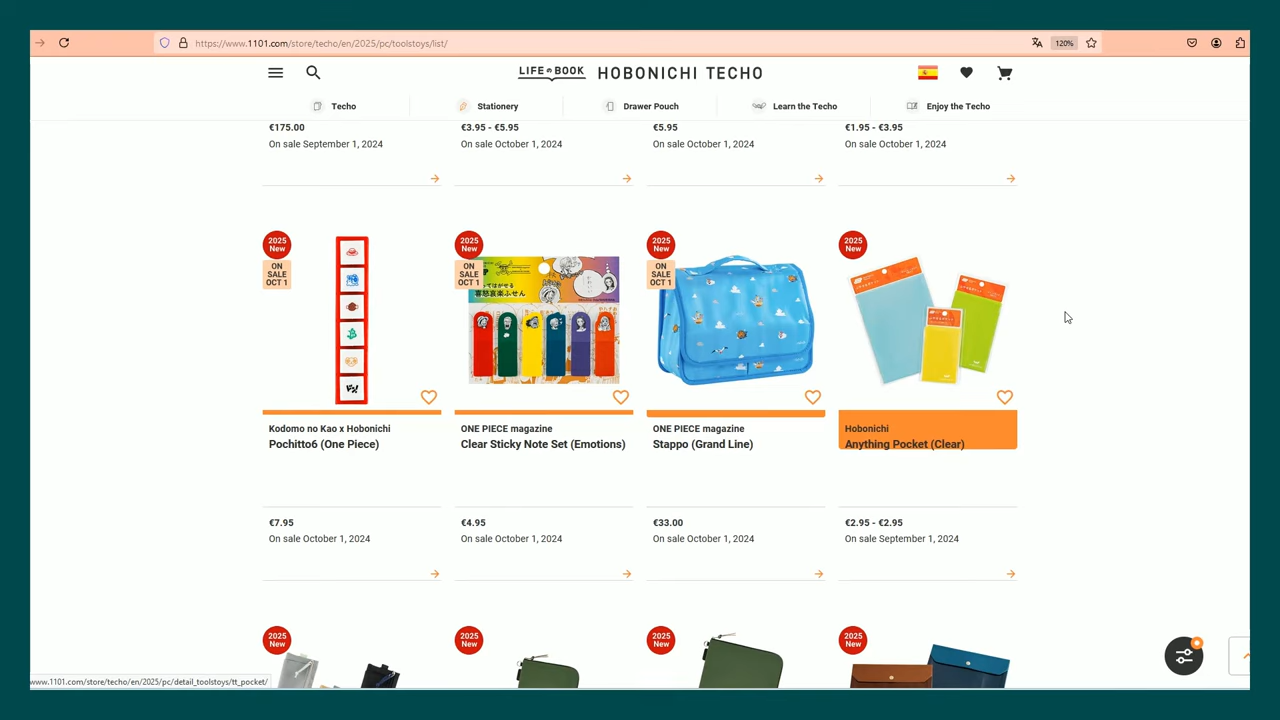 https://www.1101.com/store/techo/en/2025/pc/toolstoys/list/
120%
LIFE BOOK HOBONICHI TECHO
Techo
Stationery
Drawer Pouch
Learn the Techo
Enjoy the Techo
€175.00
On sale September 1, 2024
€3.95 - €5.95
On sale October 1, 2024
€5.95
On sale October 1, 2024
€1.95 - €3.95
On sale October 1, 2024
2025
New
ON
SALE
OCT 1
Kodomo no Kao x Hobonichi
Pochitto6 (One Piece)
€7.95
On sale October 1, 2024
2025
New
ON
SALE
OCT 1
喜怒哀楽ふせん
ONE PIECE magazine
Clear Sticky Note Set (Emotions)
€4.95
On sale October 1, 2024
2025
New
ON
SALE
OCT 1
ONE PIECE magazine
Stappo (Grand Line)
€33.00
On sale October 1, 2024
2025
New
Hobonichi
Anything Pocket (Clear)
€2.95 - €2.95
On sale September 1, 2024
2025
New
2025
New
2025
New
2025
New
www.1101.com/store/techo/en/2025/pc/detail_toolstoys/tt_pocket/